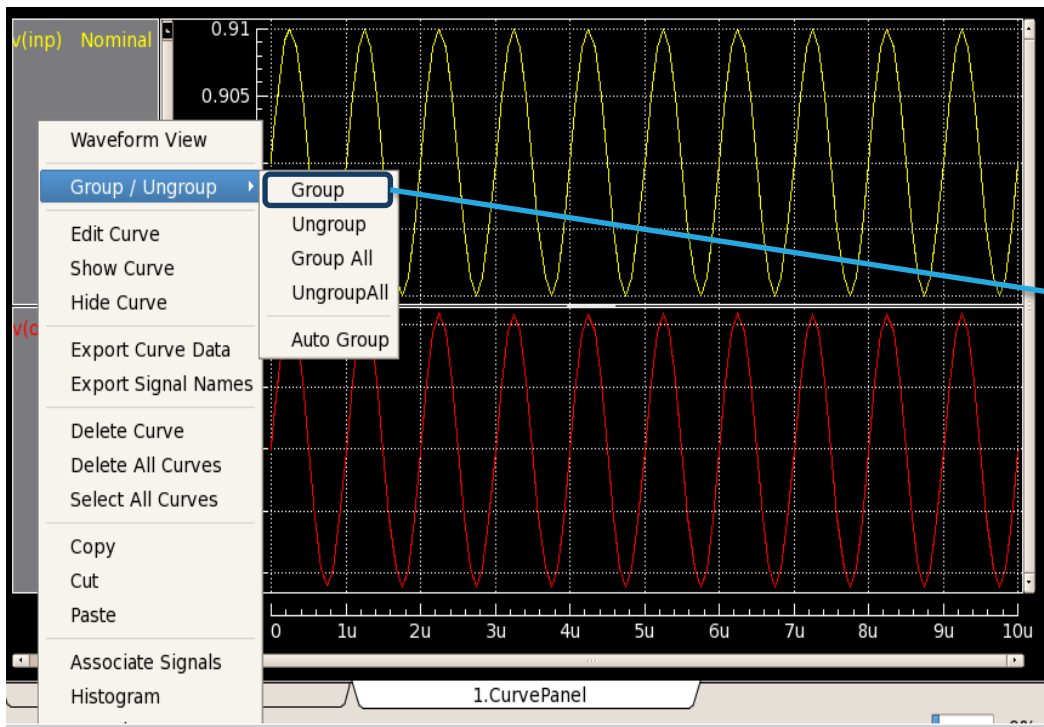 v(inp) Nominal
0.91
0.905
Waveform View
Group / Ungroup
Edit Curve
Show Curve
Hide Curve
Export Curve Data
Export Signal Names
Delete Curve
Delete All Curves
Select All Curves
Copy
Cut
Paste
Associate Signals
Histogram
Group
Ungroup
Group All
UngroupAll
Auto Group
0 1u 2u 3u 4u 5u 6u 7u 8u 9u 10u
1.CurvePanel